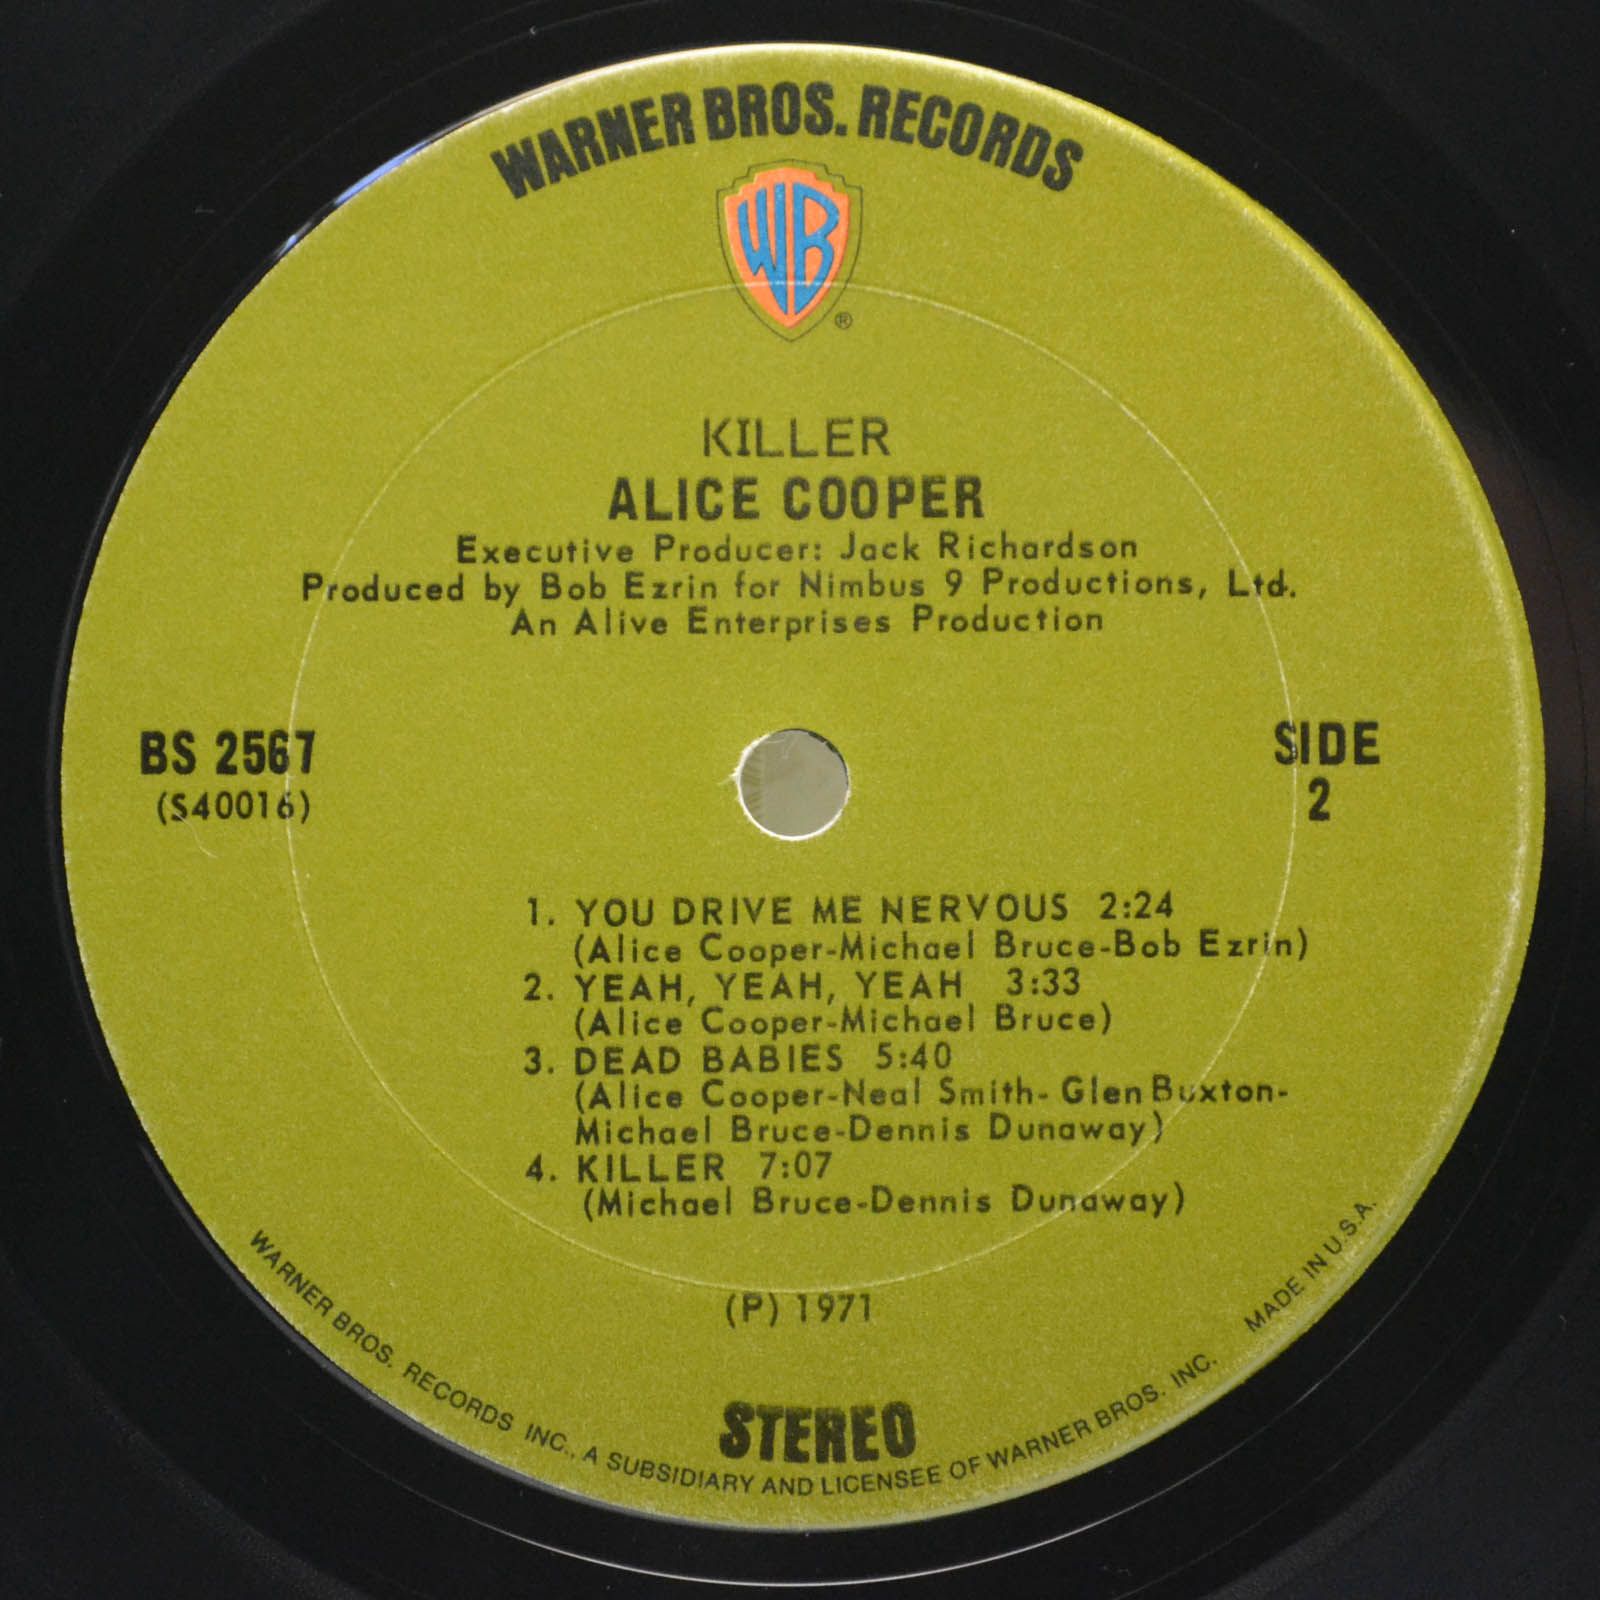 WARNER BROS. RECORDS
WB
®
KILLER
ALICE COOPER
Executive Producer: Jack Richardson
Produced by Bob Ezrin for Nimbus 9 Productions, Ltd.
An Alive Enterprises Production
BS 2567
(S40016)
SIDE
2
1. YOU DRIVE ME NERVOUS 2:24
(Alice Cooper-Michael Bruce-Bob Ezrin)
2. YEAH, YEAH, YEAH 3:33
(Alice Cooper-Michael Bruce)
3. DEAD BABIES 5:40
(Alice Cooper-Neal Smith- Glen Buxton-
Michael Bruce-Dennis Dunaway)
4. KILLER 7:07
(Michael Bruce-Dennis Dunaway)
(P) 1971
STEREO
WARNER BROS. RECORDS INC., A SUBSIDIARY AND LICENSEE OF WARNER BROS. INC. MADE IN U.S.A.